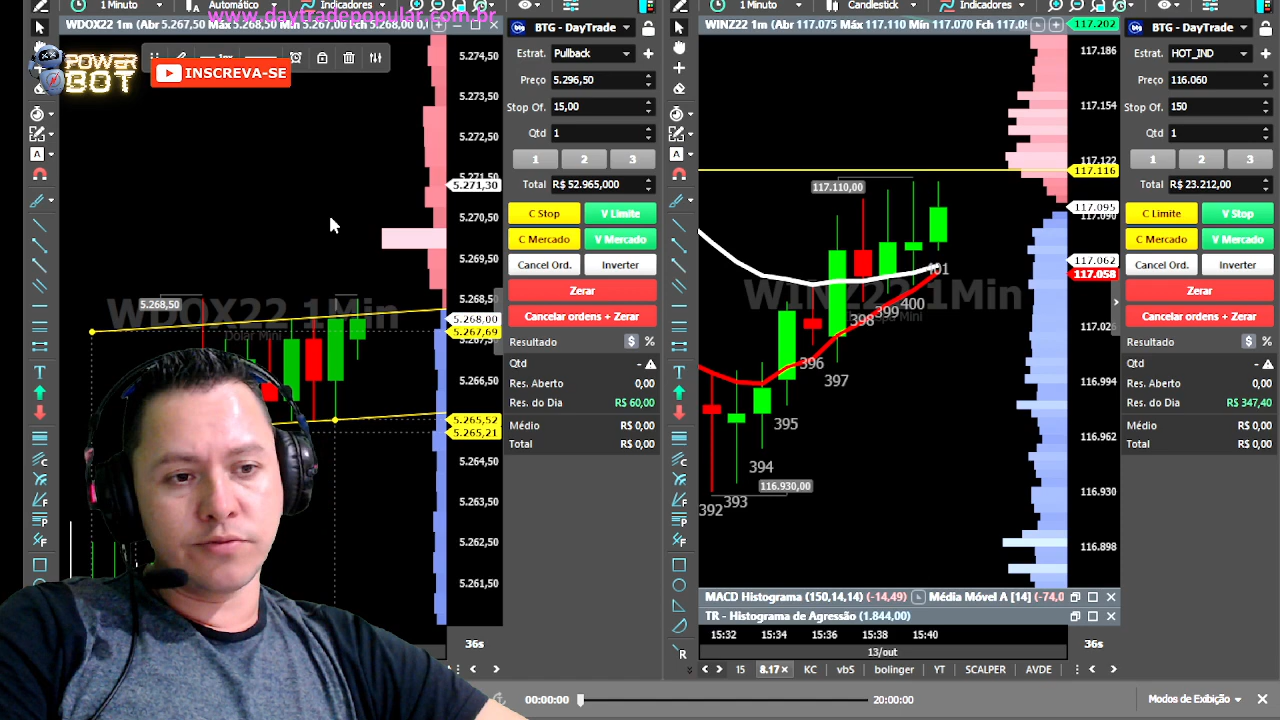 1 Minuto
Automático
Indicadores
www.daytradepopular.com.br
WDOX22 1m (Abr 5.267,50
POWER
BOT
INSCREVA-SE
5.274,50
5.273,50
5.272,50
5.271,30
5.270,50
5.269,50
5.268,50
5.268,00
5.267,69
5.266,50
5.265,52
5.265,21
5.264,50
5.263,50
5.262,50
5.261,50
WDOX22 1Min
Dólar Mini
5.268,50
36s
BTG - DayTrade
Estrat. Pullback
Preço 5.296,50
Stop Of. 15,00
Qtd 1
1 2 3
Total R$ 52.965,000
C Stop V Limite
C Mercado V Mercado
Cancel Ord. Inverter
Zerar
Cancelar ordens + Zerar
Resultado $ %
Qtd -
Res. Aberto 0,00
Res. do Dia R$ 60,00
Médio R$ 0,00
Total R$ 0,00
1 Minuto
Candlestick
Indicadores
WINZ22 1m (Abr 117.075 Máx 117.110 Mín 117.070 Fch
117.202
117.186
117.154
117.122
117.116
117.095
117.090
117.062
117.058
117.026
116.994
116.962
116.930
116.898
WINZ22 1Min
117.110,00
116.930,00
392
393
394
395
396
397
398
399
400
401
MACD Histograma (150,14,14) (-14,49) Média Móvel A [14] (-74,0
TR - Histograma de Agressão (1.844,00)
15:32 15:34 15:36 15:38 15:40
13/out
36s
15 8.17 KC vbS bolinger YT SCALPER AVDE
BTG - DayTrade
Estrat. HOT_IND
Preço 116.060
Stop Of. 150
Qtd 1
1 2 3
Total R$ 23.212,00
C Limite V Stop
C Mercado V Mercado
Cancel Ord. Inverter
Zerar
Cancelar ordens + Zerar
Resultado $ %
Qtd -
Res. Aberto 0,00
Res. do Dia R$ 347,40
Médio R$ 0,00
Total R$ 0,00
00:00:00
20:00:00
Modos de Exibição